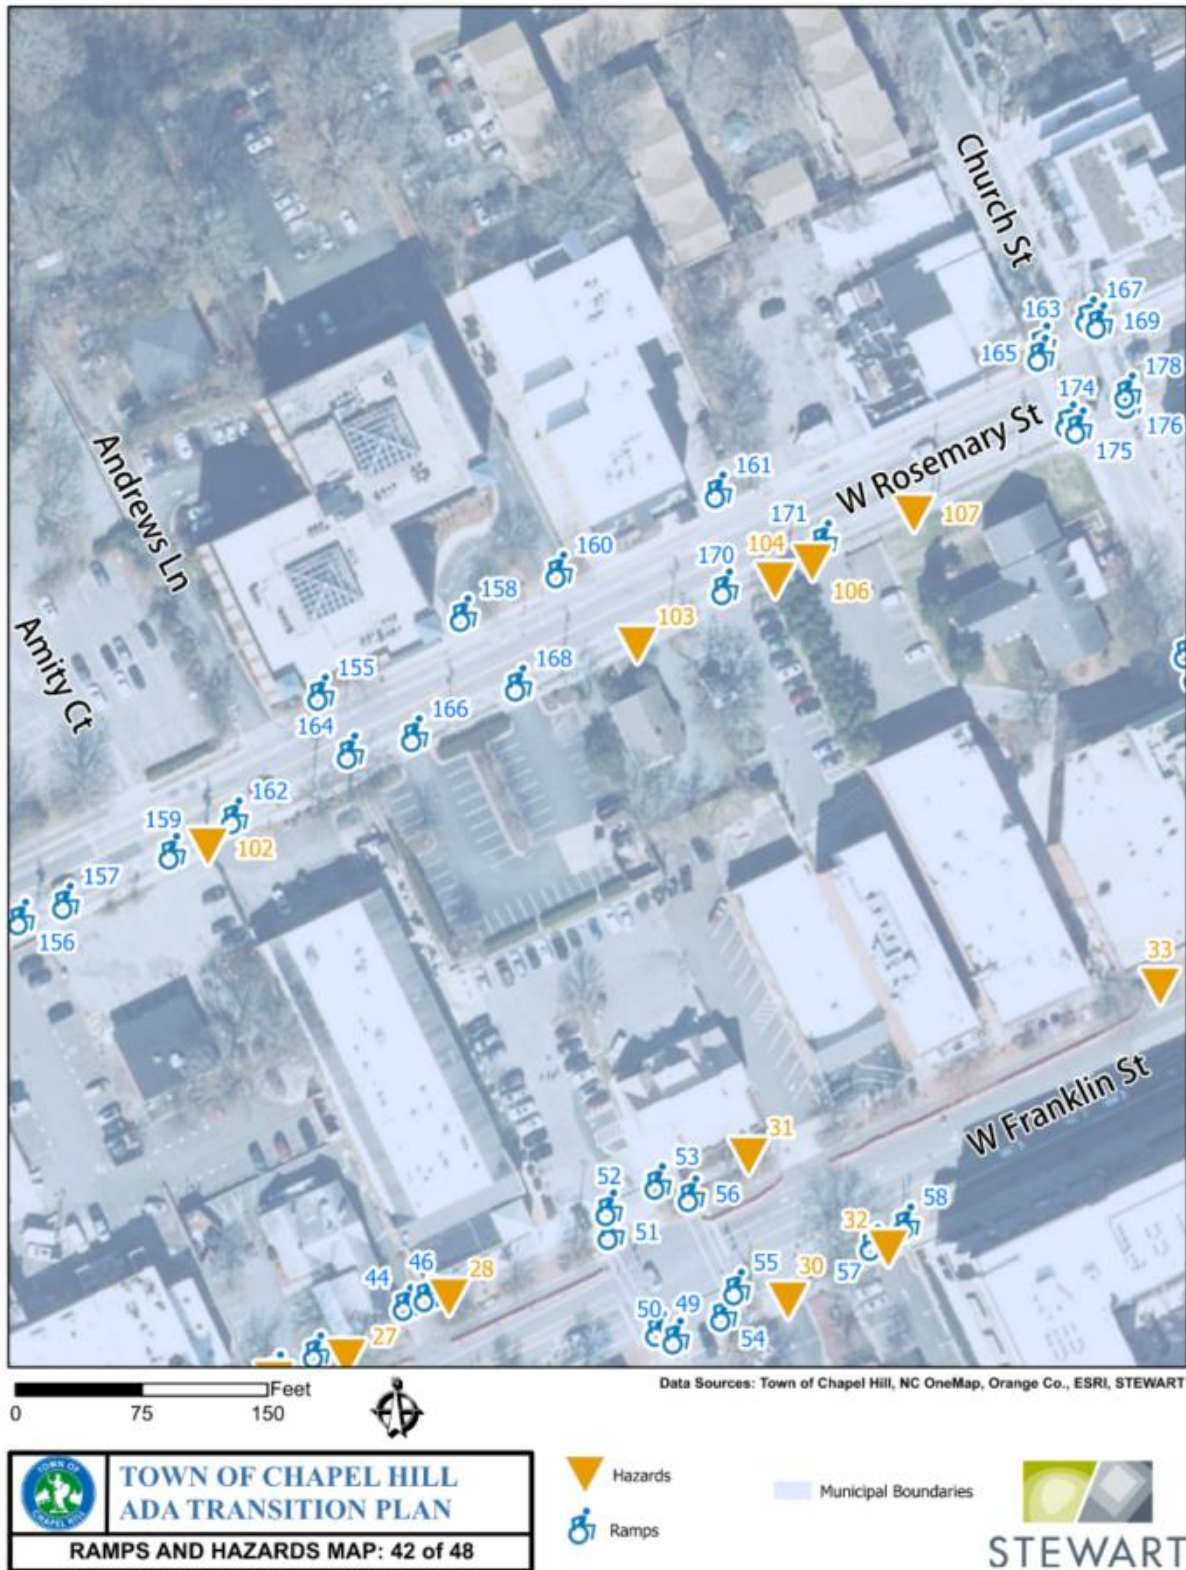 Church St
167
163
169
165
178
174
176
175
W Rosemary St
161
107
171
104
Andrews Ln
160
170
106
158
103
168
Amity Ct
155
166
164
162
159
102
157
156
33
W Franklin St
31
53
52
56
58
51
32
46
28
55
30
57
44
50
49
54
27
Feet
0 75 150
Data Sources: Town of Chapel Hill, NC OneMap, Orange Co., ESRI, STEWART
TOWN OF
CHAPEL HILL
TOWN OF CHAPEL HILL
ADA TRANSITION PLAN
RAMPS AND HAZARDS MAP: 42 of 48
Hazards
Ramps
Municipal Boundaries
STEWART